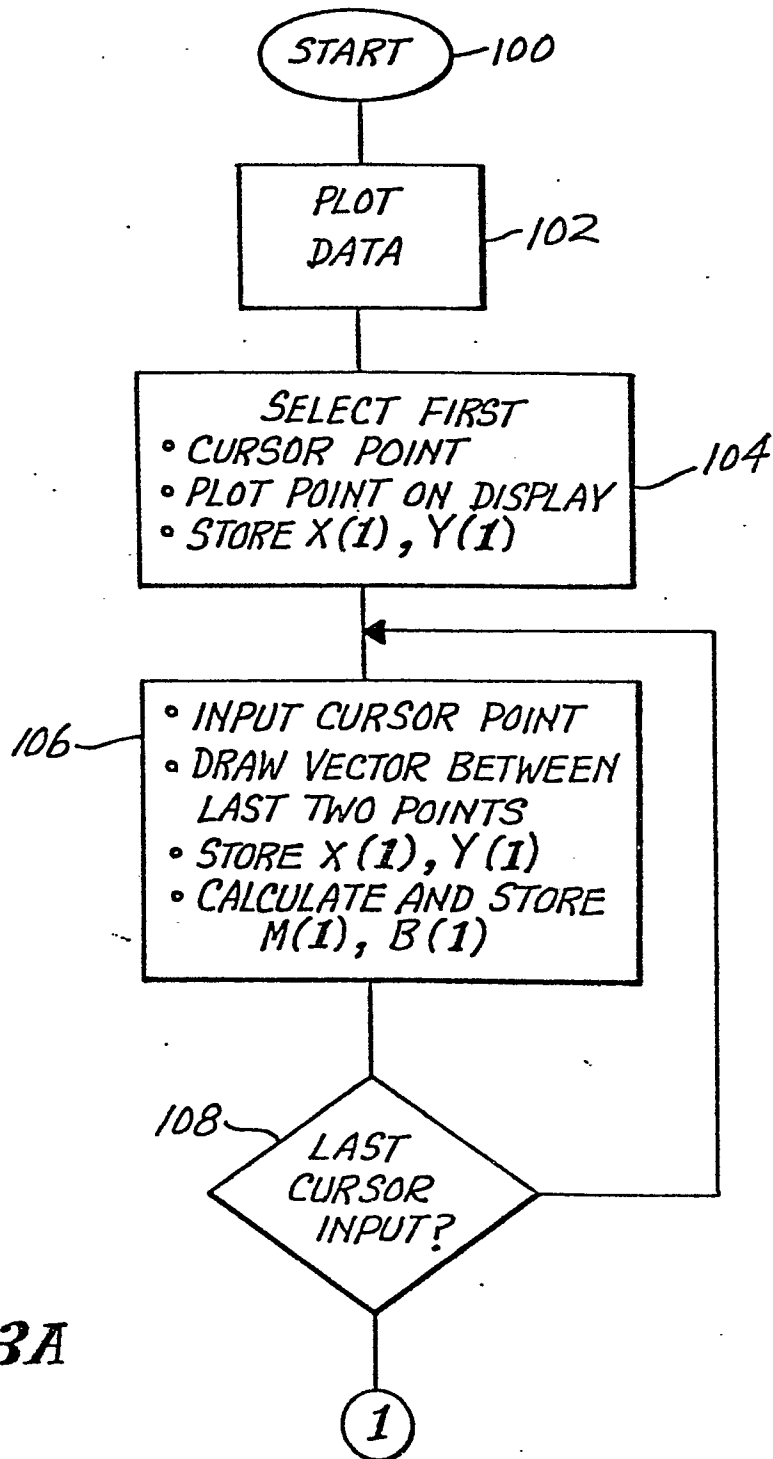 START
100
PLOT
DATA
102
SELECT FIRST
• CURSOR POINT
• PLOT POINT ON DISPLAY
• STORE X(1), Y(1)
104
106
• INPUT CURSOR POINT
• DRAW VECTOR BETWEEN
LAST TWO POINTS
• STORE X(1), Y(1)
• CALCULATE AND STORE
M(1), B(1)
108
LAST
CURSOR
INPUT?
3A
1